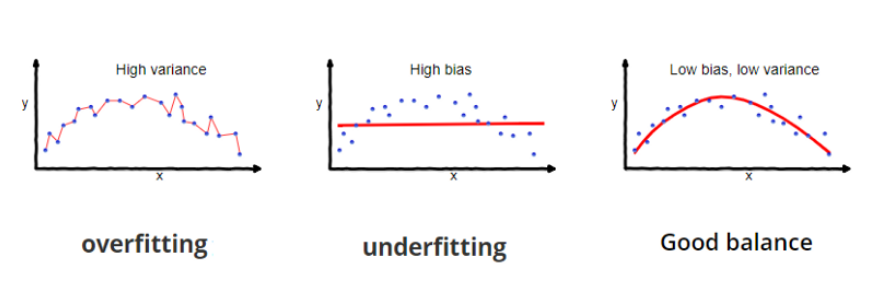 High variance
y
x
overfitting
High bias
y
x
underfitting
Low bias, low variance
y
x
Good balance